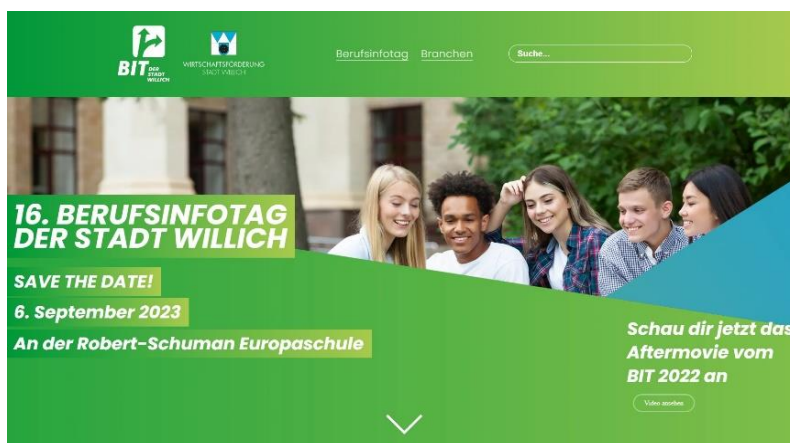 BIT DER
STADT
WILLICH
WIRTSCHAFTSFÖRDERUNG
STADT WILLICH
Berufsinfotag Branchen
Suche...
16. BERUFSINFOTAG
DER STADT WILLICH
SAVE THE DATE!
6. September 2023
An der Robert-Schuman Europaschule
Schau dir jetzt das
Aftermovie vom
BIT 2022 an
Video ansehen